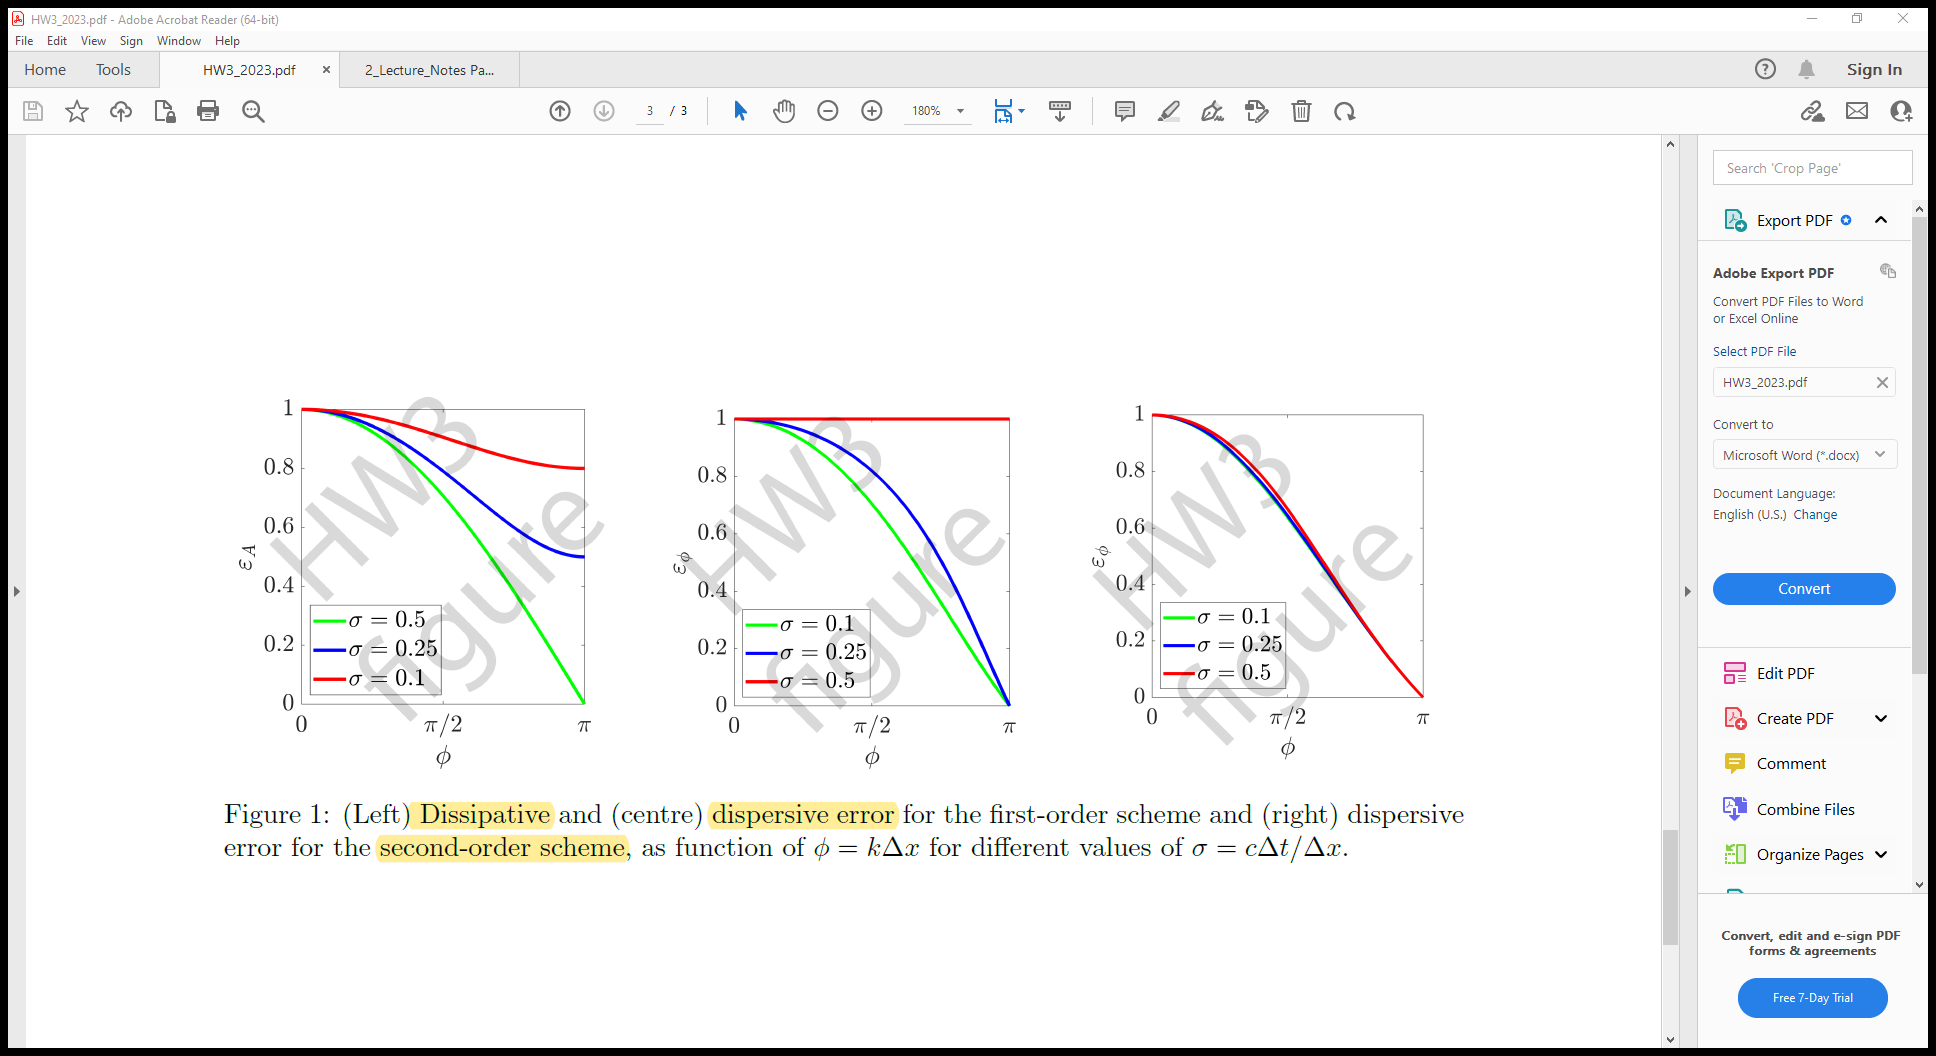 HW3_2023.pdf - Adobe Acrobat Reader (64-bit)
File Edit View Sign Window Help
Home Tools HW3_2023.pdf × 2_Lecture_Notes Pa... Sign In
3 / 3 180%
Search 'Crop Page'
Export PDF
Adobe Export PDF
Convert PDF Files to Word
or Excel Online
Select PDF File
HW3_2023.pdf
Convert to
Microsoft Word (*.docx)
Document Language:
English (U.S.) Change
Convert
Edit PDF
Create PDF
Comment
Combine Files
Organize Pages
Convert, edit and e-sign PDF
forms & agreements
Free 7-Day Trial
HW3
figure
1
0.8
0.6
0.4
0.2
0
ε_A
σ = 0.5
σ = 0.25
σ = 0.1
0 π/2 π
ϕ
HW3
figure
1
0.8
0.6
0.4
0.2
0
ε_ϕ
σ = 0.1
σ = 0.25
σ = 0.5
0 π/2 π
ϕ
HW3
figure
1
0.8
0.6
0.4
0.2
0
ε_ϕ
σ = 0.1
σ = 0.25
σ = 0.5
0 π/2 π
ϕ
Figure 1: (Left) Dissipative and (centre) dispersive error for the first-order scheme and (right) dispersive
error for the second-order scheme, as function of ϕ = kΔx for different values of σ = cΔt/Δx.